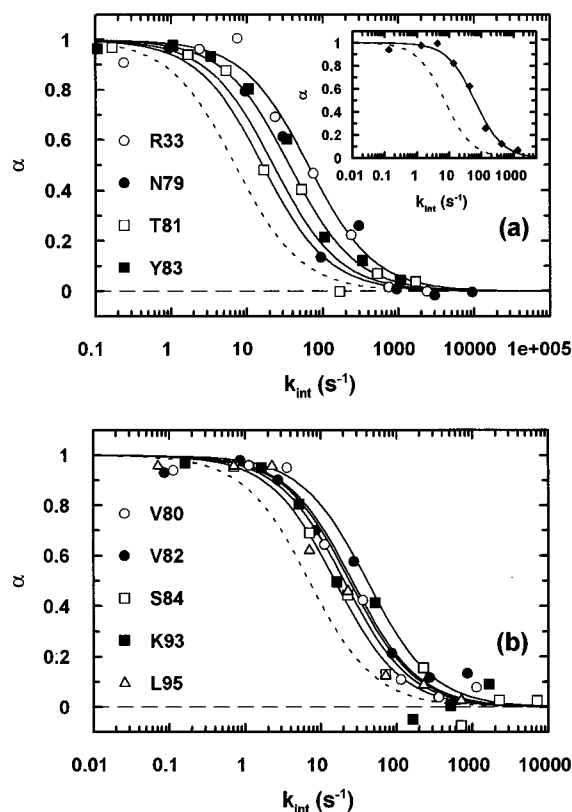 1
0.8
0.6
0.4
0.2
0
α
R33
N79
T81
Y83
1
0.8
0.6
0.4
0.2
0
α
0.1 1 10 100 1000
k_int (s⁻¹)
(a)
0.1 1 10 100 1000 10000 1e+005
k_int (s⁻¹)
1
0.8
0.6
0.4
0.2
0
α
V80
V82
S84
K93
L95
(b)
0.01 0.1 1 10 100 1000 10000
k_int (s⁻¹)